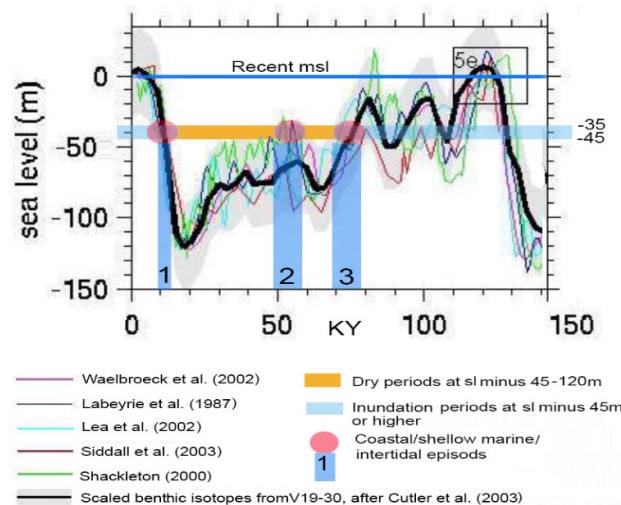 5e
Recent msl
0
-50
-100
-150
sea level (m)
-35
-45
1
2
3
0
50
100
150
KY
Waelbroeck et al. (2002)
Labeyrie et al. (1987)
Lea et al. (2002)
Siddall et al. (2003)
Shackleton (2000)
Scaled benthic isotopes fromV19-30, after Cutler et al. (2003)
Dry periods at sl minus 45-120m
Inundation periods at sl minus 45m
or higher
Coastal/shellow marine/
intertidal episods
1